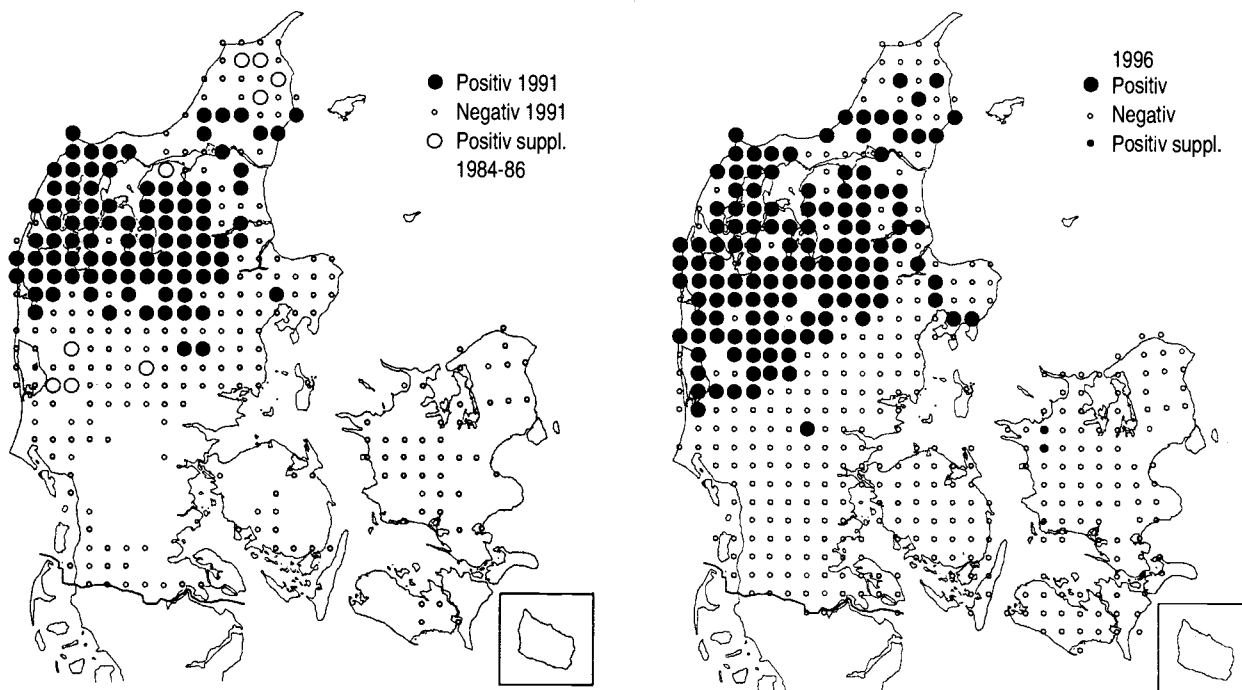 Positiv 1991
Negativ 1991
Positiv suppl.
1984-86
1996
Positiv
Negativ
Positiv suppl.